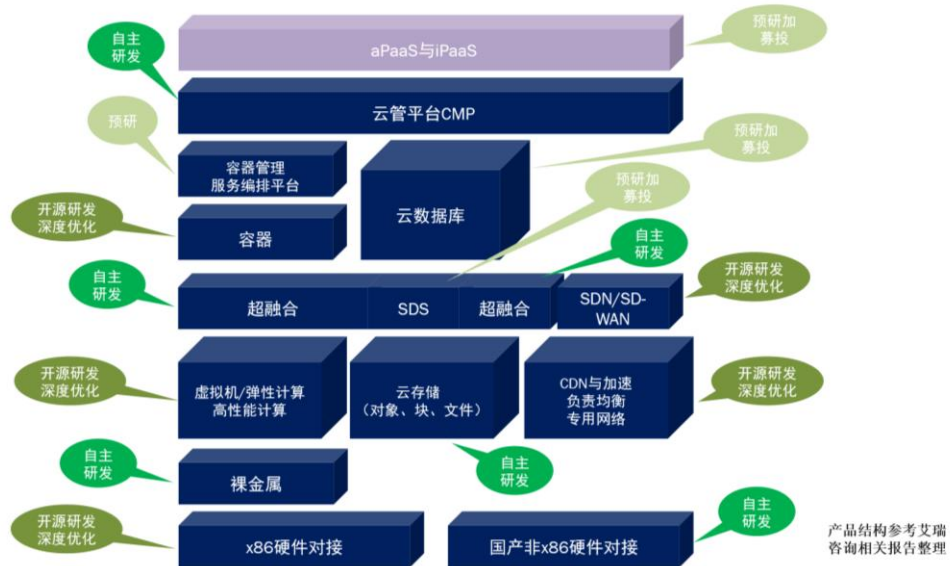 自主
研发
aPaaS与iPaaS
预研加
募投
云管平台CMP
预研
容器管理
服务编排平台
云数据库
预研加
募投
预研加
募投
开源研发
深度优化
容器
自主
研发
自主
研发
超融合
SDS
超融合
SDN/SD-
WAN
开源研发
深度优化
开源研发
深度优化
虚拟机/弹性计算
高性能计算
云存储
（对象、块、文件）
CDN与加速
负责均衡
专用网络
开源研发
深度优化
自主
研发
裸金属
自主
研发
开源研发
深度优化
x86硬件对接
国产非x86硬件对接
自主
研发
产品结构参考艾瑞
咨询相关报告整理